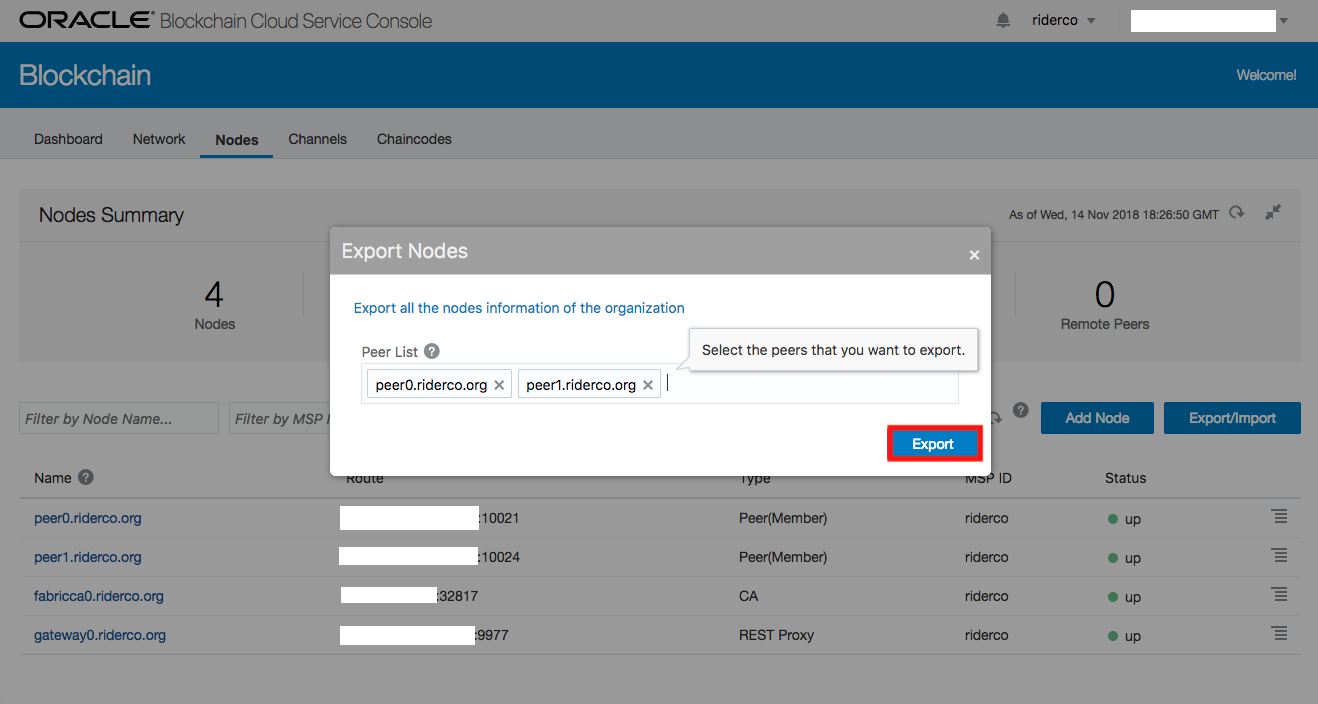 ORACLE® Blockchain Cloud Service Console riderco
Blockchain Welcome!
Dashboard Network Nodes Channels Chaincodes
Nodes Summary As of Wed, 14 Nov 2018 18:26:50 GMT
Export Nodes ×
4 0
Nodes Remote Peers
Export all the nodes information of the organization
Select the peers that you want to export.
Peer List ?
peer0.riderco.org × peer1.riderco.org ×
Filter by Node Name... Filter by MSP ? Add Node Export/Import
Export
Name ? Route Type MSP ID Status
peer0.riderco.org :10021 Peer(Member) riderco up
peer1.riderco.org :10024 Peer(Member) riderco up
fabricca0.riderco.org :32817 CA riderco up
gateway0.riderco.org :9977 REST Proxy riderco up